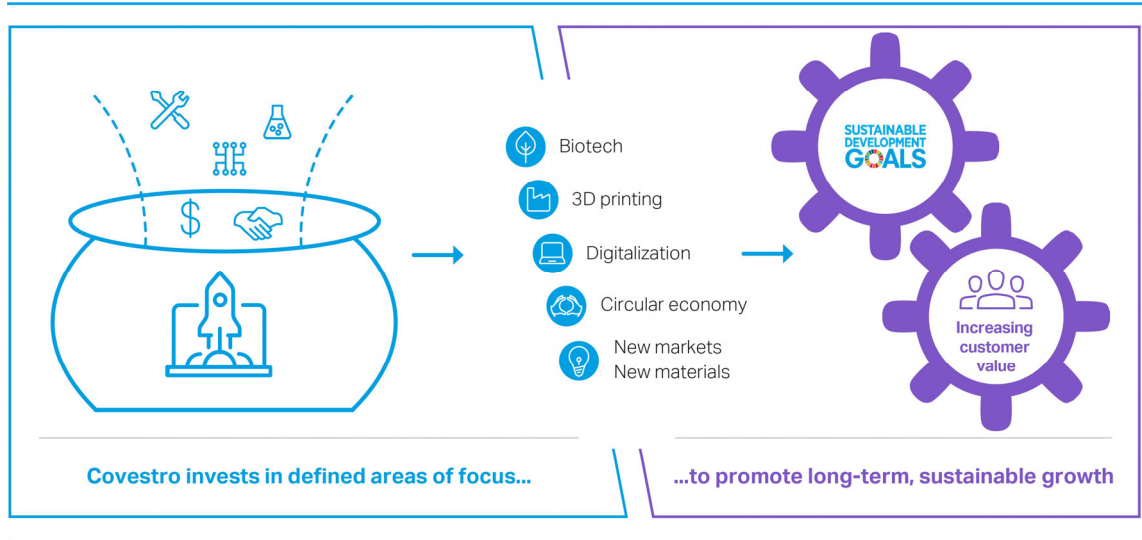 Biotech
3D printing
Digitalization
Circular economy
New markets
New materials
SUSTAINABLE
DEVELOPMENT
GOALS
Increasing
customer
value
Covestro invests in defined areas of focus...
...to promote long-term, sustainable growth